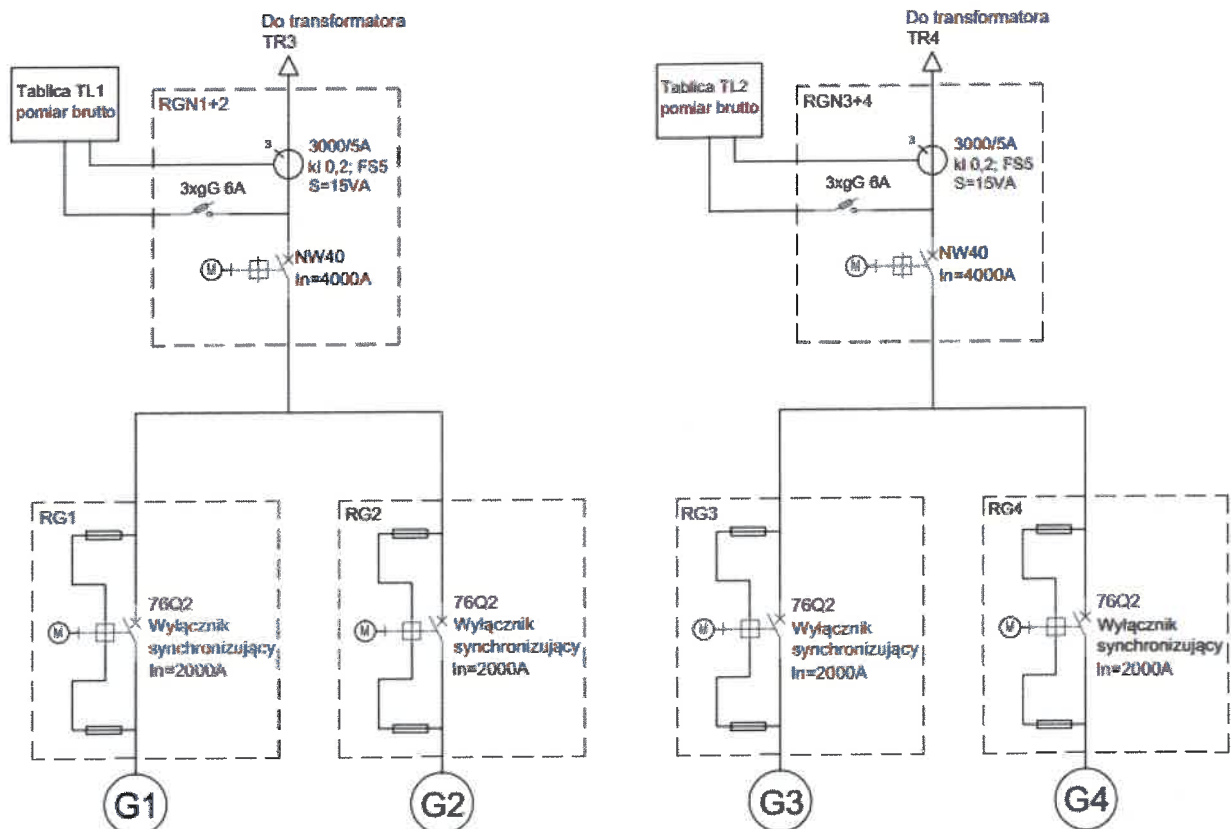 Do transformatora
TR3
Tablica TL1
pomiar brutto
RGN1+2
3
3000/5A
kl 0,2; FS5
S=15VA
3xgG 6A
M
NW40
In=4000A
RG1
76Q2
Wyłącznik
synchronizujący
In=2000A
M
G1
RG2
76Q2
Wyłącznik
synchronizujący
In=2000A
M
G2
Do transformatora
TR4
Tablica TL2
pomiar brutto
RGN3+4
3
3000/5A
kl 0,2; FS5
S=15VA
3xgG 6A
M
NW40
In=4000A
RG3
76Q2
Wyłącznik
synchronizujący
In=2000A
M
G3
RG4
76Q2
Wyłącznik
synchronizujący
In=2000A
M
G4